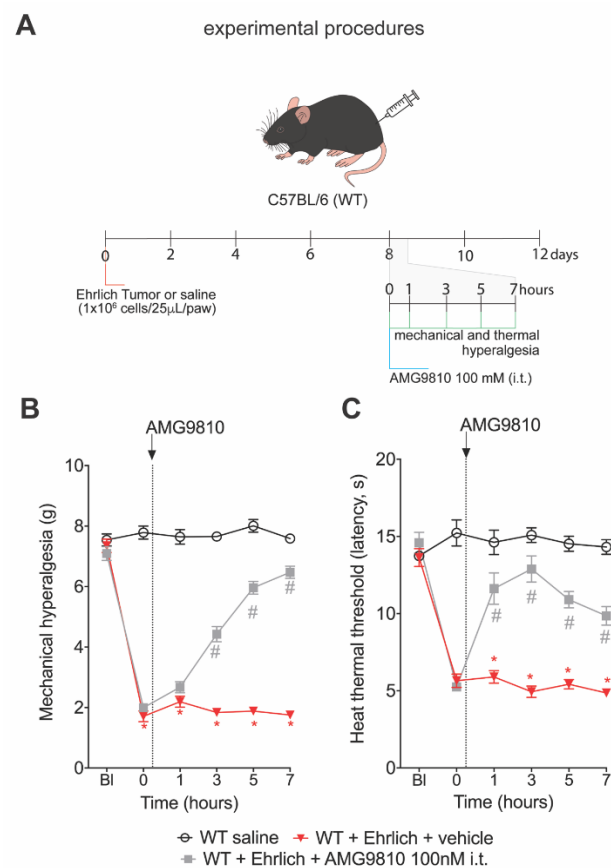 A
experimental procedures
C57BL/6 (WT)
0 2 4 6 8 10 12 days
Ehrlich Tumor or saline
(1x10⁶ cells/25µL/paw)
0 1 3 5 7 hours
mechanical and thermal
hyperalgesia
AMG9810 100 mM (i.t.)
B
AMG9810
Mechanical hyperalgesia (g)
10
8
6
4
2
0
# # #
* * * * *
BI 0 1 3 5 7
Time (hours)
C
AMG9810
Heat thermal threshold (latency, s)
20
15
10
5
0
# # # #
* * * *
BI 0 1 3 5 7
Time (hours)
WT saline WT + Ehrlich + vehicle
WT + Ehrlich + AMG9810 100nM i.t.